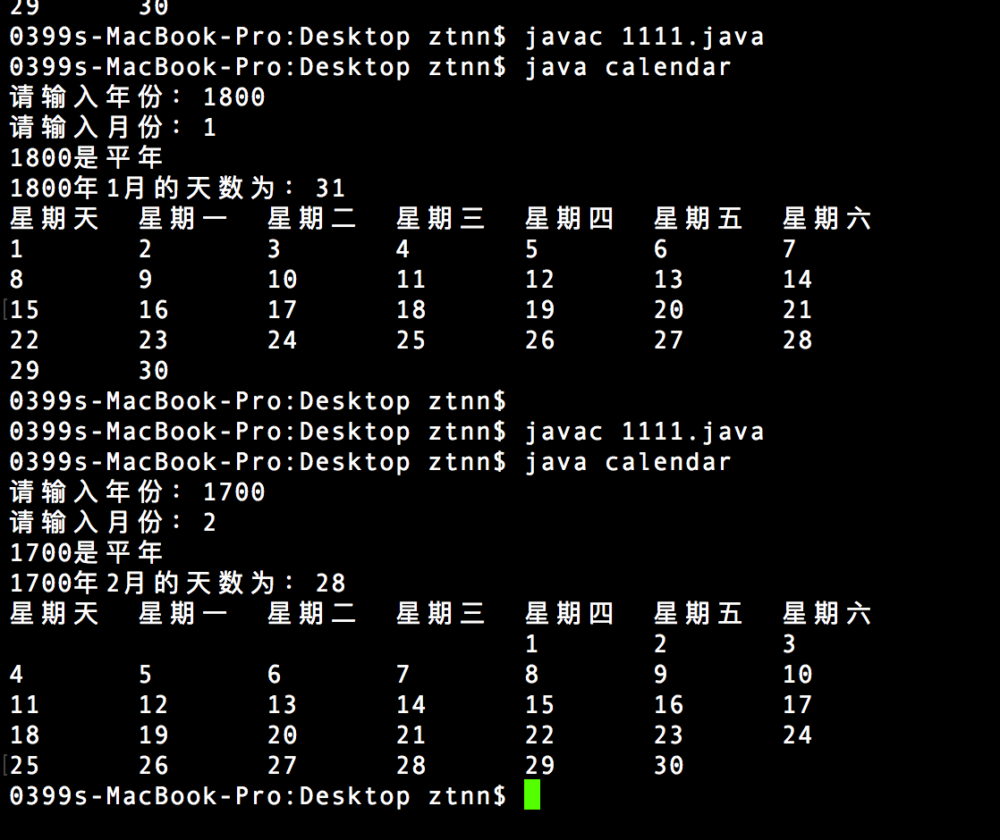 29 30
0399s-MacBook-Pro:Desktop ztnn$ javac 1111.java
0399s-MacBook-Pro:Desktop ztnn$ java calendar
请输入年份：1800
请输入月份：1
1800是平年
1800年1月的天数为：31
星期天 星期一 星期二 星期三 星期四 星期五 星期六
1 2 3 4 5 6 7
8 9 10 11 12 13 14
15 16 17 18 19 20 21
22 23 24 25 26 27 28
29 30
0399s-MacBook-Pro:Desktop ztnn$
0399s-MacBook-Pro:Desktop ztnn$ javac 1111.java
0399s-MacBook-Pro:Desktop ztnn$ java calendar
请输入年份：1700
请输入月份：2
1700是平年
1700年2月的天数为：28
星期天 星期一 星期二 星期三 星期四 星期五 星期六
1 2 3
4 5 6 7 8 9 10
11 12 13 14 15 16 17
18 19 20 21 22 23 24
25 26 27 28 29 30
0399s-MacBook-Pro:Desktop ztnn$